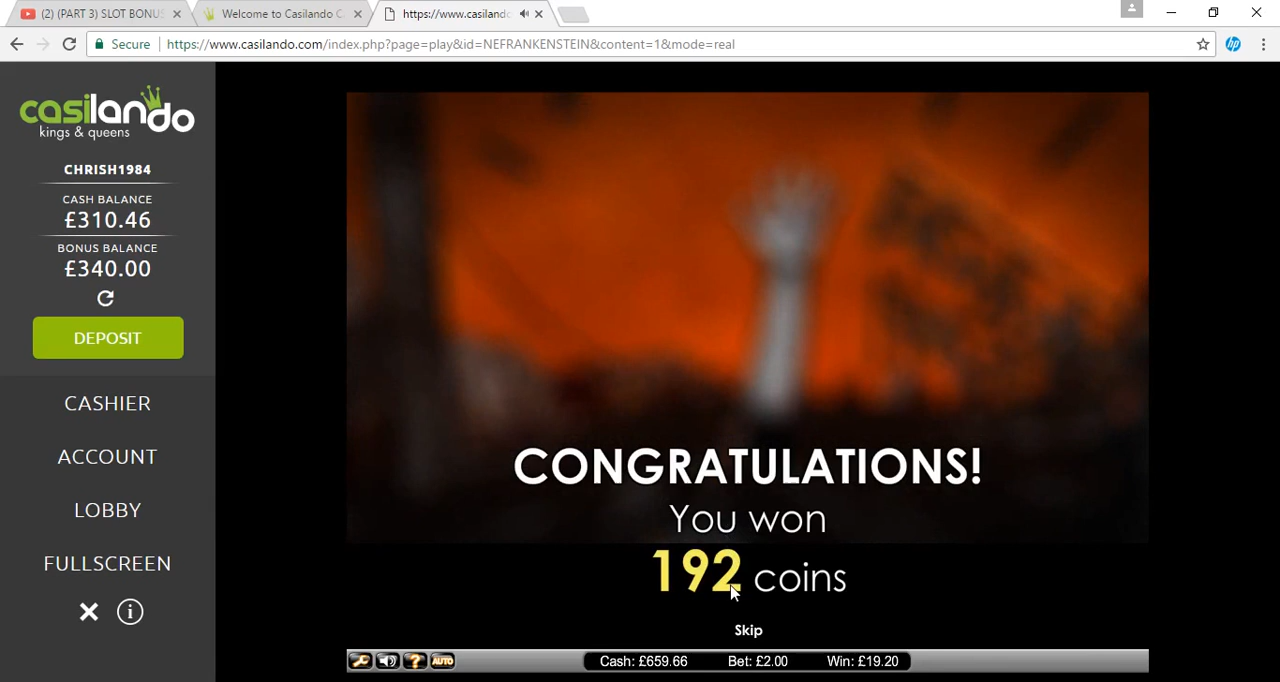 (2) (PART 3) SLOT BONUS
Welcome to Casilando C
https://www.casilando
Secure
https://www.casilando.com/index.php?page=play&id=NEFRANKENSTEIN&content=1&mode=real
hp
casilando
kings & queens
CHRISH1984
CASH BALANCE
£310.46
BONUS BALANCE
£340.00
DEPOSIT
CASHIER
ACCOUNT
LOBBY
FULLSCREEN
CONGRATULATIONS!
You won
192 coins
Skip
? AUTO Cash: £659.66 Bet: £2.00 Win: £19.20